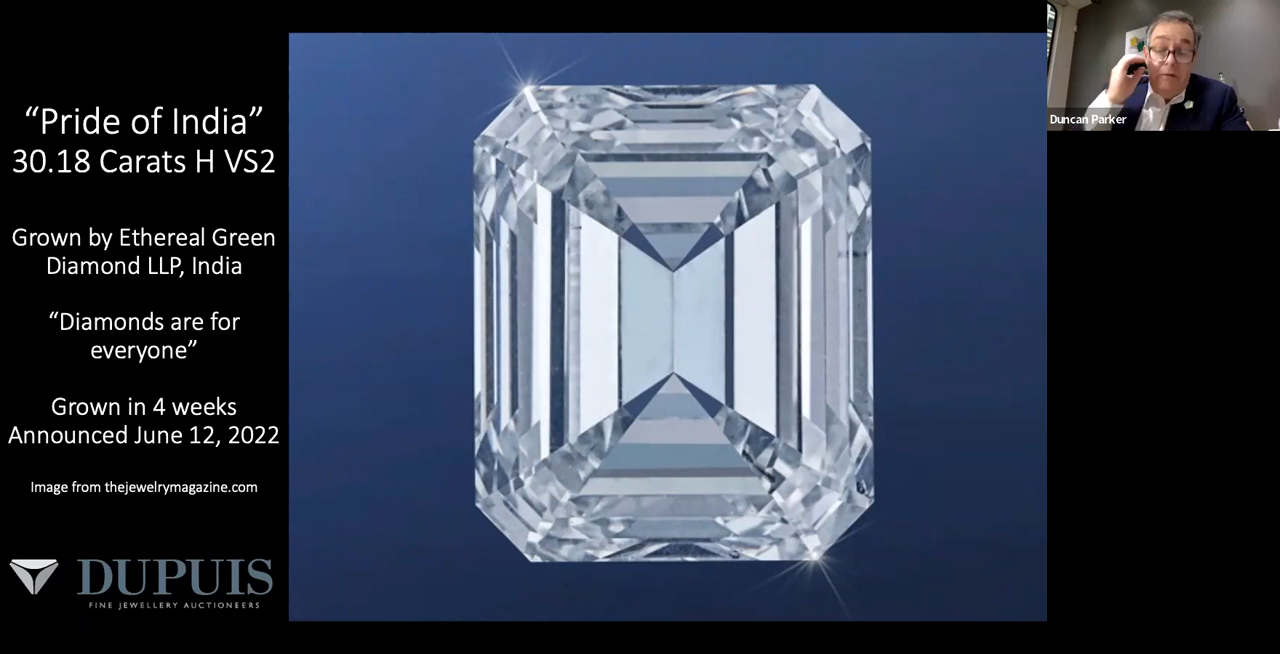 “Pride of India”
30.18 Carats H VS2
Grown by Ethereal Green
Diamond LLP, India
“Diamonds are for
everyone”
Grown in 4 weeks
Announced June 12, 2022
Image from thejewelrymagazine.com
DUPUIS
FINE JEWELLERY AUCTIONEERS
Duncan Parker